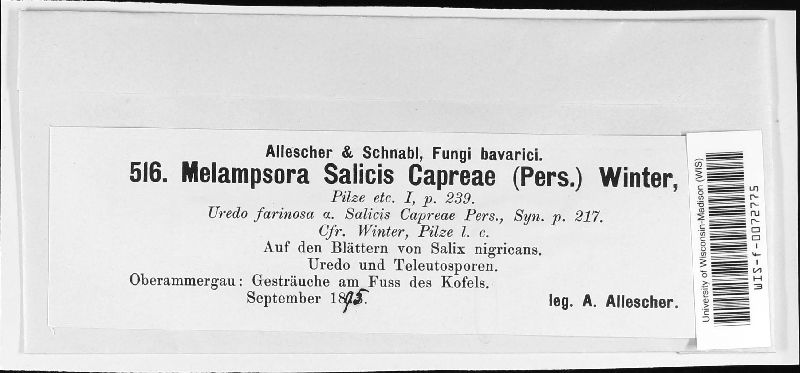 Allescher & Schnabl, Fungi bavarici.
516. Melampsora Salicis Capreae (Pers.) Winter,
Pilze etc. I, p. 239.
Uredo farinosa α. Salicis Capreae Pers., Syn. p. 217.
Cfr. Winter, Pilze l. c.
Auf den Blättern von Salix nigricans.
Uredo und Teleutosporen.
Oberammergau: Gesträuche am Fuss des Kofels.
September 1895.
leg. A. Allescher.
University of Wisconsin-Madison (WIS)
WIS-f-0072775